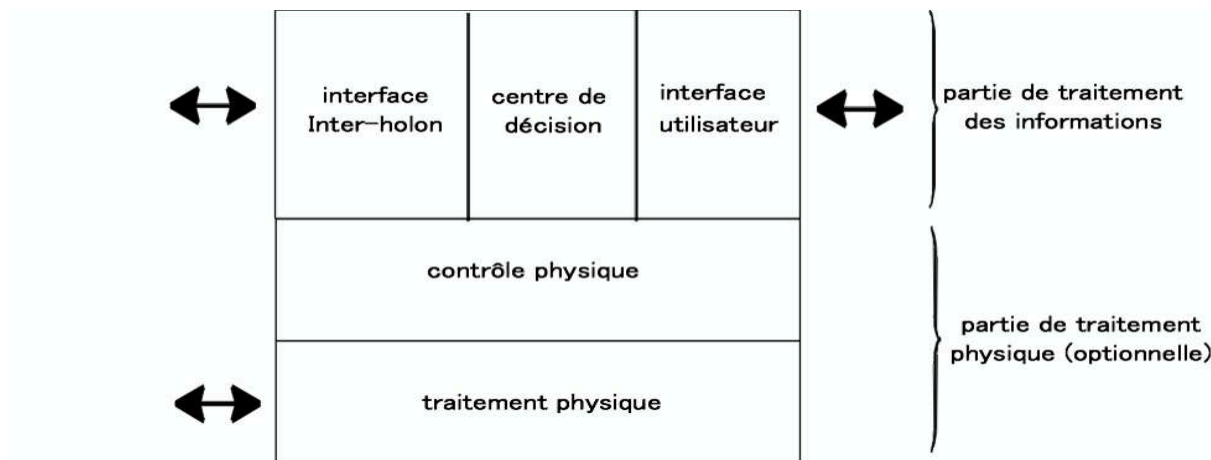 interface
Inter-holon
centre de
décision
interface
utilisateur
partie de traitement
des informations
contrôle physique
partie de traitement
physique (optionnelle)
traitement physique